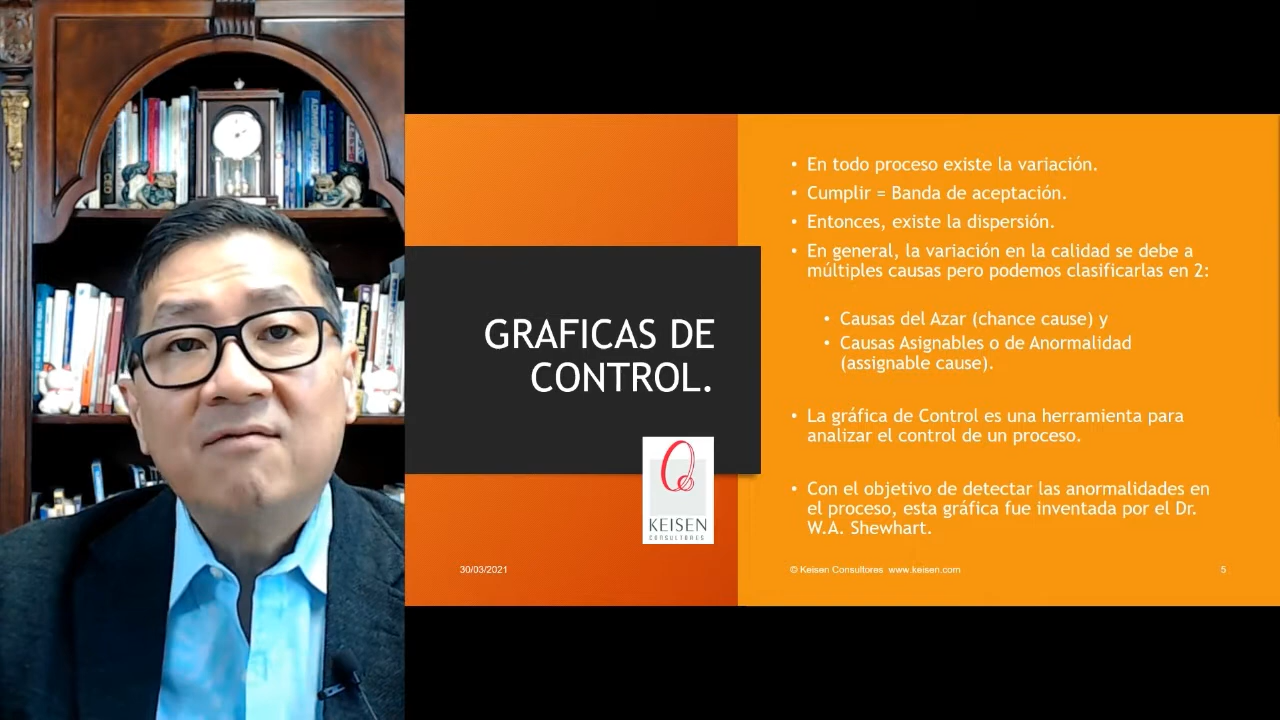 GRAFICAS DE
CONTROL.
KEISEN
CONSULTORES
30/03/2021
• En todo proceso existe la variación.
• Cumplir = Banda de aceptación.
• Entonces, existe la dispersión.
• En general, la variación en la calidad se debe a
múltiples causas pero podemos clasificarlas en 2:
• Causas del Azar (chance cause) y
• Causas Asignables o de Anormalidad
(assignable cause).
• La gráfica de Control es una herramienta para
analizar el control de un proceso.
• Con el objetivo de detectar las anormalidades en
el proceso, esta gráfica fue inventada por el Dr.
W.A. Shewhart.
© Keisen Consultores www.keisen.com
5